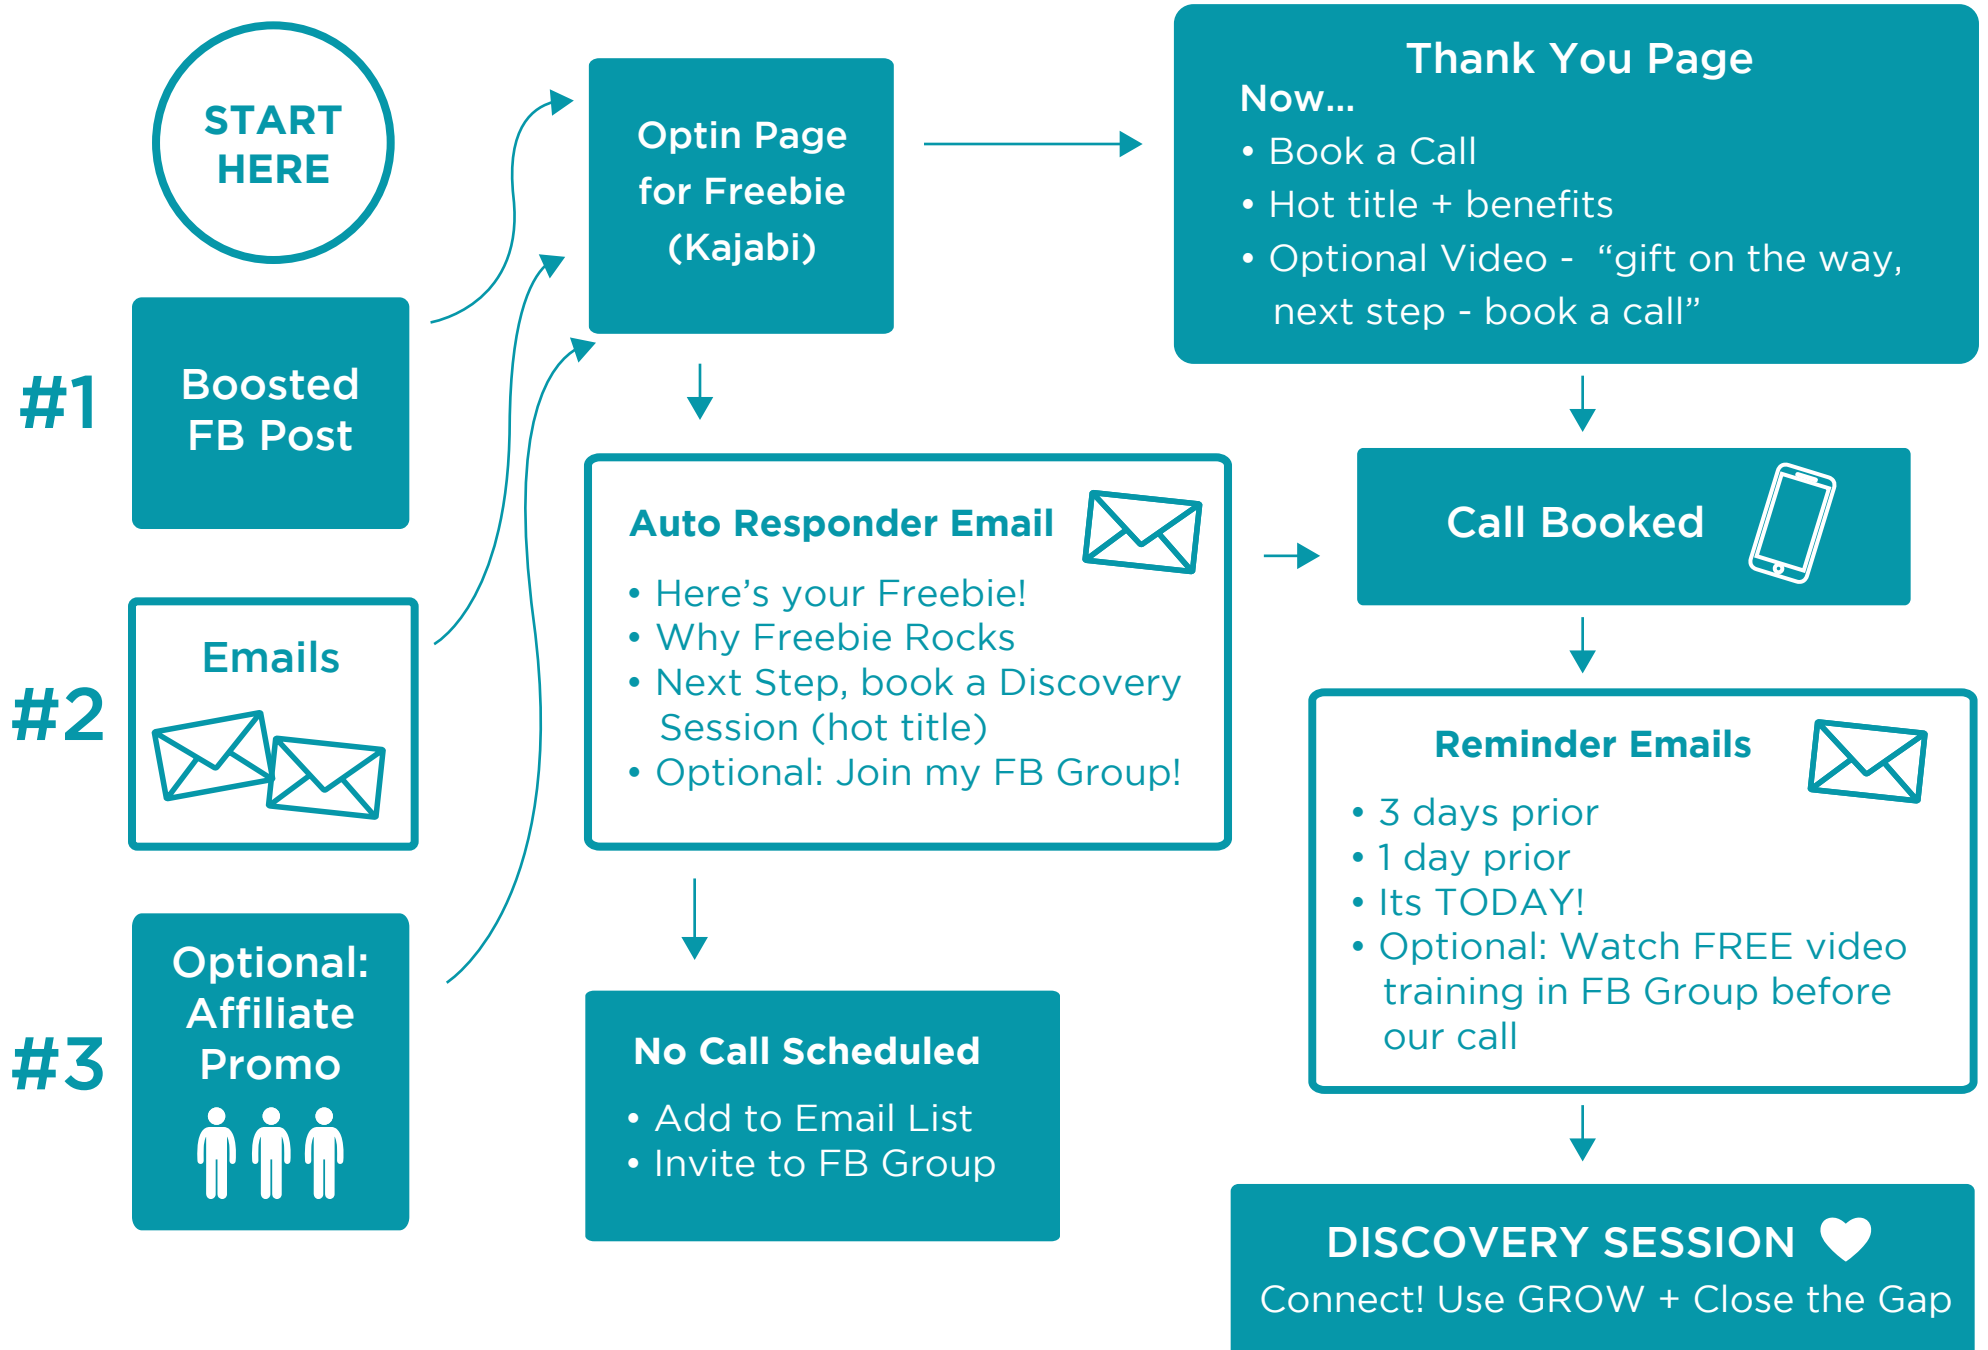 START
HERE
#1
Boosted
FB Post
#2
Emails
#3
Optional:
Affiliate
Promo
Optin Page
for Freebie
(Kajabi)
Thank You Page
Now...
• Book a Call
• Hot title + benefits
• Optional Video - “gift on the way,
next step - book a call”
Auto Responder Email
• Here’s your Freebie!
• Why Freebie Rocks
• Next Step, book a Discovery
Session (hot title)
• Optional: Join my FB Group!
Call Booked
No Call Scheduled
• Add to Email List
• Invite to FB Group
Reminder Emails
• 3 days prior
• 1 day prior
• Its TODAY!
• Optional: Watch FREE video
training in FB Group before
our call
DISCOVERY SESSION
Connect! Use GROW + Close the Gap